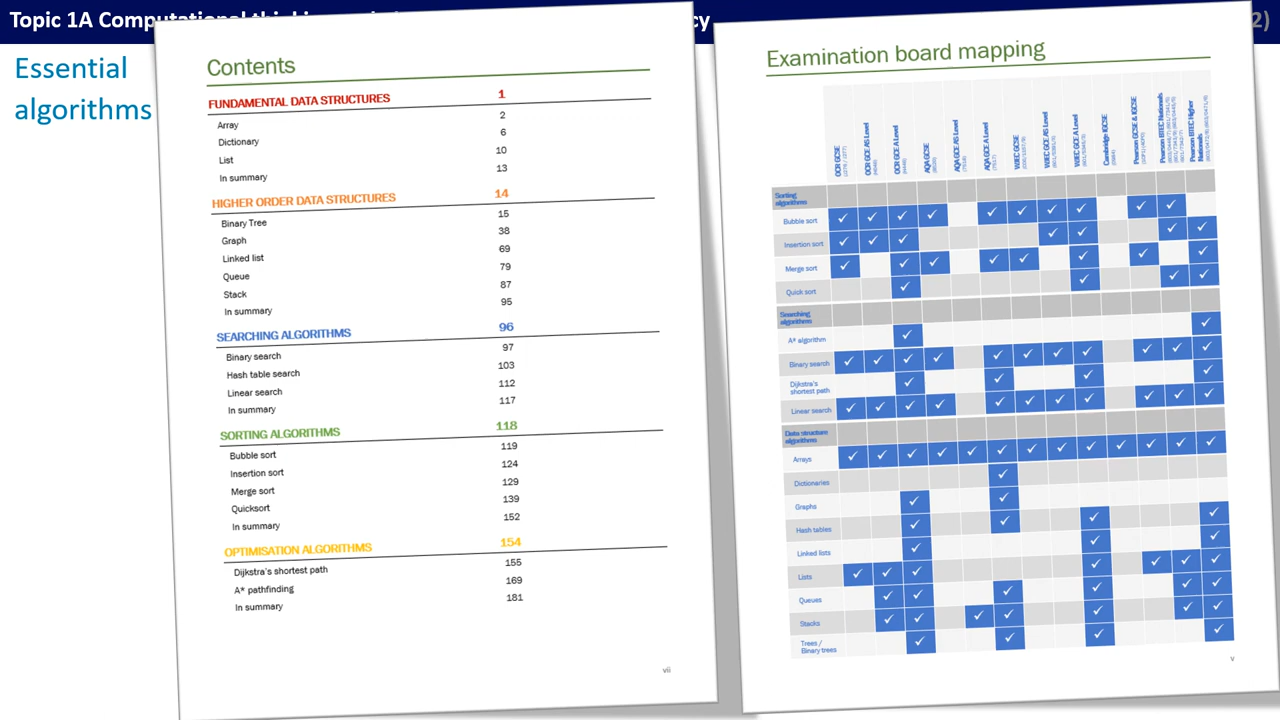 Topic 1A Computational
cy
2)
Essential
algorithms
Contents
FUNDAMENTAL DATA STRUCTURES 1
Array 2
Dictionary 6
List 10
In summary 13
HIGHER ORDER DATA STRUCTURES 14
Binary Tree 15
Graph 38
Linked list 69
Queue 79
Stack 87
In summary 95
SEARCHING ALGORITHMS 96
Binary search 97
Hash table search 103
Linear search 112
In summary 117
SORTING ALGORITHMS 118
Bubble sort 119
Insertion sort 124
Merge sort 129
Quicksort 139
In summary 152
OPTIMISATION ALGORITHMS 154
Dijkstra's shortest path 155
A* pathfinding 169
In summary 181
vii
Examination board mapping
OCR GCSE
OCR GCE AS Level
OCR GCE A Level
AQA GCSE
AQA GCE AS Level
AQA GCE A Level
WJEC GCSE
WJEC GCE AS Level
WJEC GCE A Level
Cambridge IGCSE
Pearson GCSE & IGCSE
Pearson BTEC Nationals
Pearson BTEC Higher
Nationals
Sorting
algorithms
Bubble sort
Insertion sort
Merge sort
Quick sort
Searching
algorithms
A* algorithm
Binary search
Dijkstra's
shortest path
Linear search
Data structure
algorithms
Arrays
Dictionaries
Graphs
Hash tables
Linked lists
Lists
Queues
Stacks
Trees /
Binary trees
v